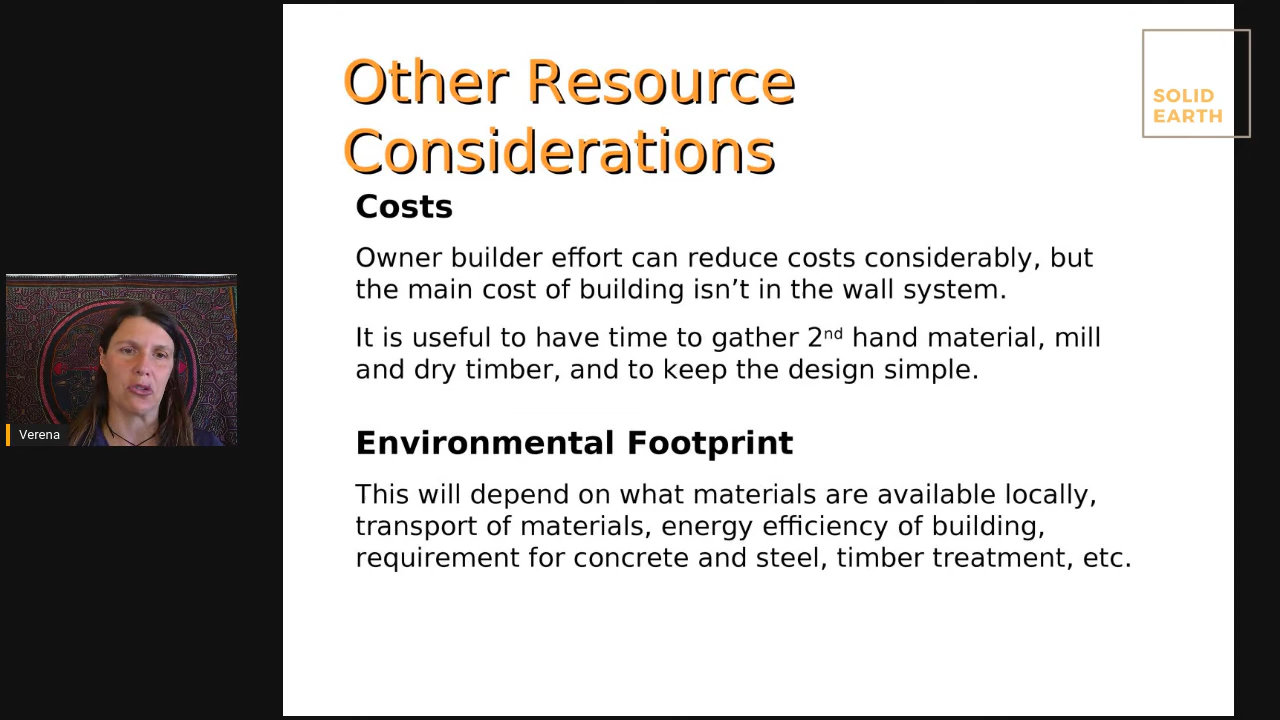 Other Resource
Considerations
SOLID
EARTH
Costs
Owner builder effort can reduce costs considerably, but
the main cost of building isn’t in the wall system.
It is useful to have time to gather 2nd hand material, mill
and dry timber, and to keep the design simple.
Environmental Footprint
This will depend on what materials are available locally,
transport of materials, energy efficiency of building,
requirement for concrete and steel, timber treatment, etc.
Verena